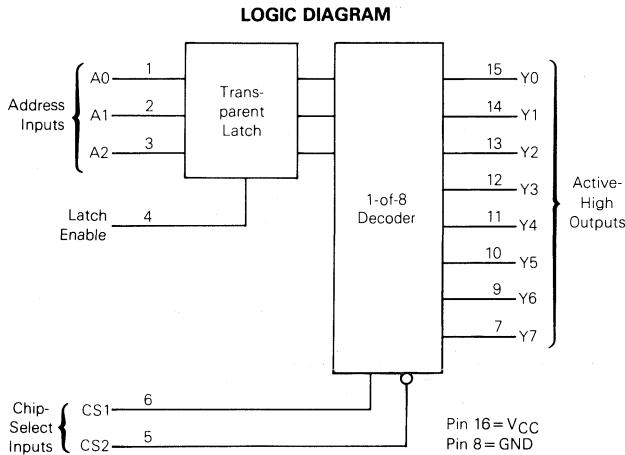 LOGIC DIAGRAM
Address
Inputs
A0 1
A1 2
A2 3
Trans-
parent
Latch
Latch
Enable
4
1-of-8
Decoder
15 Y0
14 Y1
13 Y2
12 Y3
11 Y4
10 Y5
9 Y6
7 Y7
Active-
High
Outputs
Chip-
Select
Inputs
CS1 6
CS2 5
Pin 16 = VCC
Pin 8 = GND